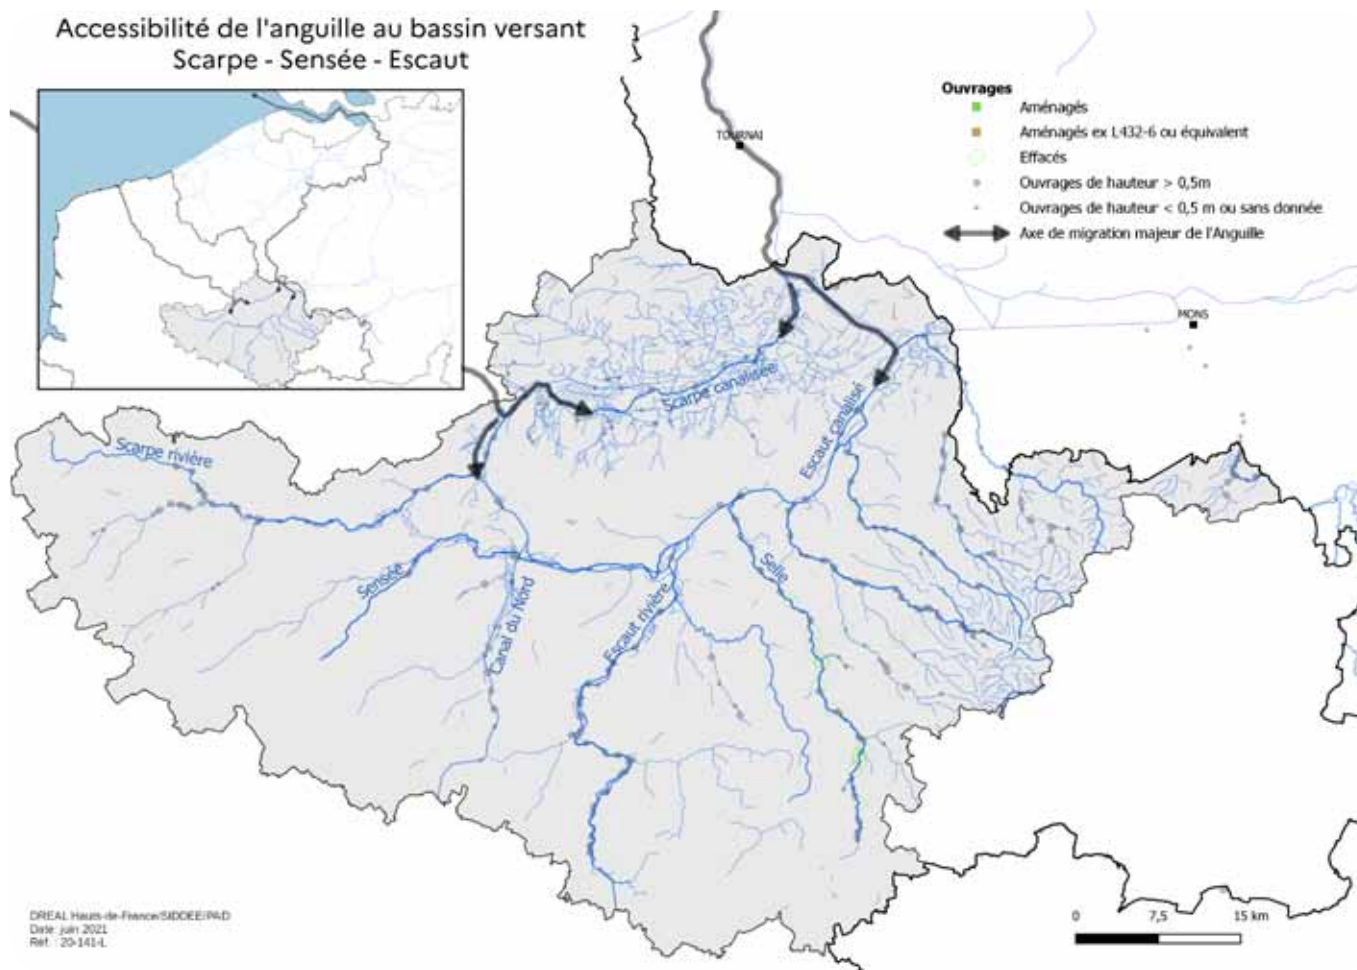 Accessibilité de l'anguille au bassin versant
Scarpe - Sensée - Escaut
Ouvrages
Aménagés
Aménagés ex L432-6 ou équivalent
Effacés
Ouvrages de hauteur > 0,5m
Ouvrages de hauteur < 0,5 m ou sans donnée
Axe de migration majeur de l'Anguille
TOURNAI
MONS
Scarpe canalisée
Escaut canalisé
Scarpe rivière
Sensée
Canal du Nord
Escaut rivière
Selle
DREAL Hauts-de-France/SIDDEE/PAD
Date: juin 2021
Réf. : 20-141-L
0 7,5 15 km